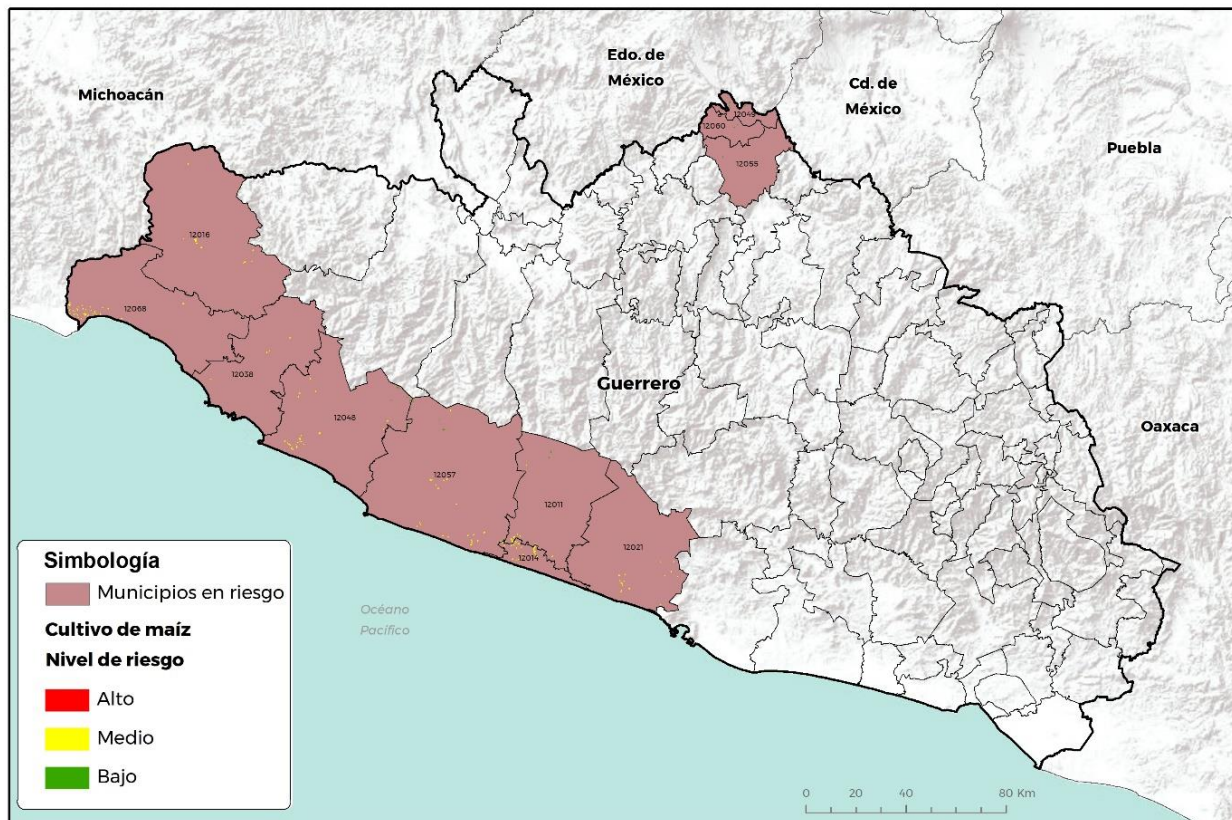 Michoacán
Edo. de
México
Cd. de
México
Puebla
Oaxaca
Guerrero
12049
12060
12055
12016
12068
12038
12048
12057
12011
12014
12021
Océano
Pacífico
Simbología
Municipios en riesgo
Cultivo de maíz
Nivel de riesgo
Alto
Medio
Bajo
0 20 40 80 Km